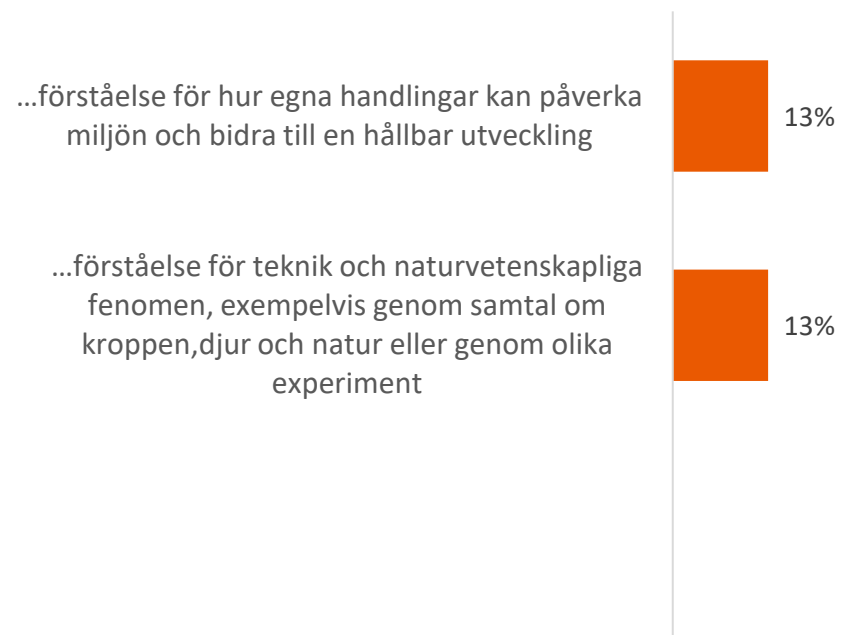 ...förståelse för hur egna handlingar kan påverka
miljön och bidra till en hållbar utveckling
13%
...förståelse för teknik och naturvetenskapliga
fenomen, exempelvis genom samtal om
kroppen,djur och natur eller genom olika
experiment
13%